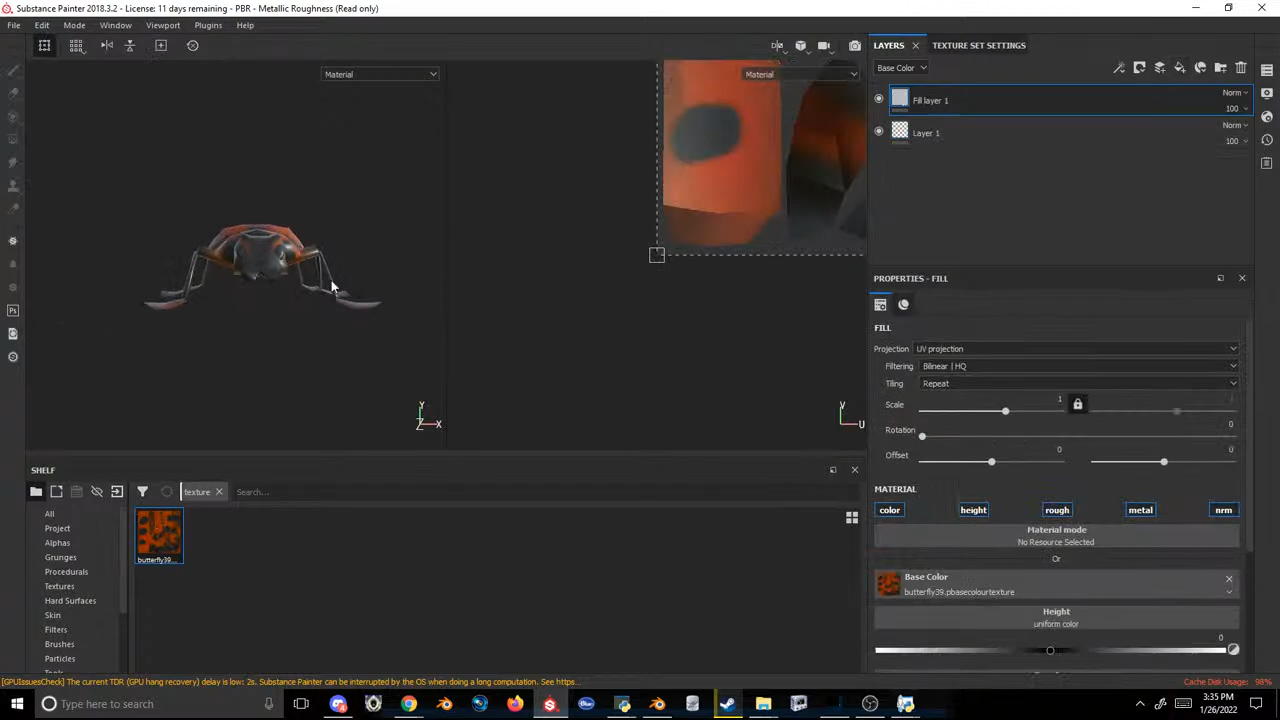 Substance Painter 2018.3.2 - License: 11 days remaining - PBR - Metallic Roughness (Read only)
File Edit Mode Window Viewport Plugins Help
LAYERS TEXTURE SET SETTINGS
Material
Material
Base Color
Fill layer 1
Norm
100
Layer 1
Norm
100
PROPERTIES - FILL
FILL
Projection UV projection
Filtering Bilinear | HQ
Tiling Repeat
Scale 1
Rotation 0
Offset 0 0
MATERIAL
color height rough metal nrm
Material mode
No Resource Selected
Or
Base Color
butterfly39.pbasecolourtexture
Height
uniform color
0
Y
Z X
V
U
SHELF
texture Search...
All
Project
Alphas
Grunges
Procedurals
Textures
Hard Surfaces
Skin
Filters
Brushes
Particles
butterfly39...
Ps
[GPUIssuesCheck] The current TDR (GPU hang recovery) delay is low: 2s. Substance Painter can be interrupted by the OS when doing a long computation. See https...
Cache Disk Usage: 98%
Type here to search
3:35 PM
1/26/2022